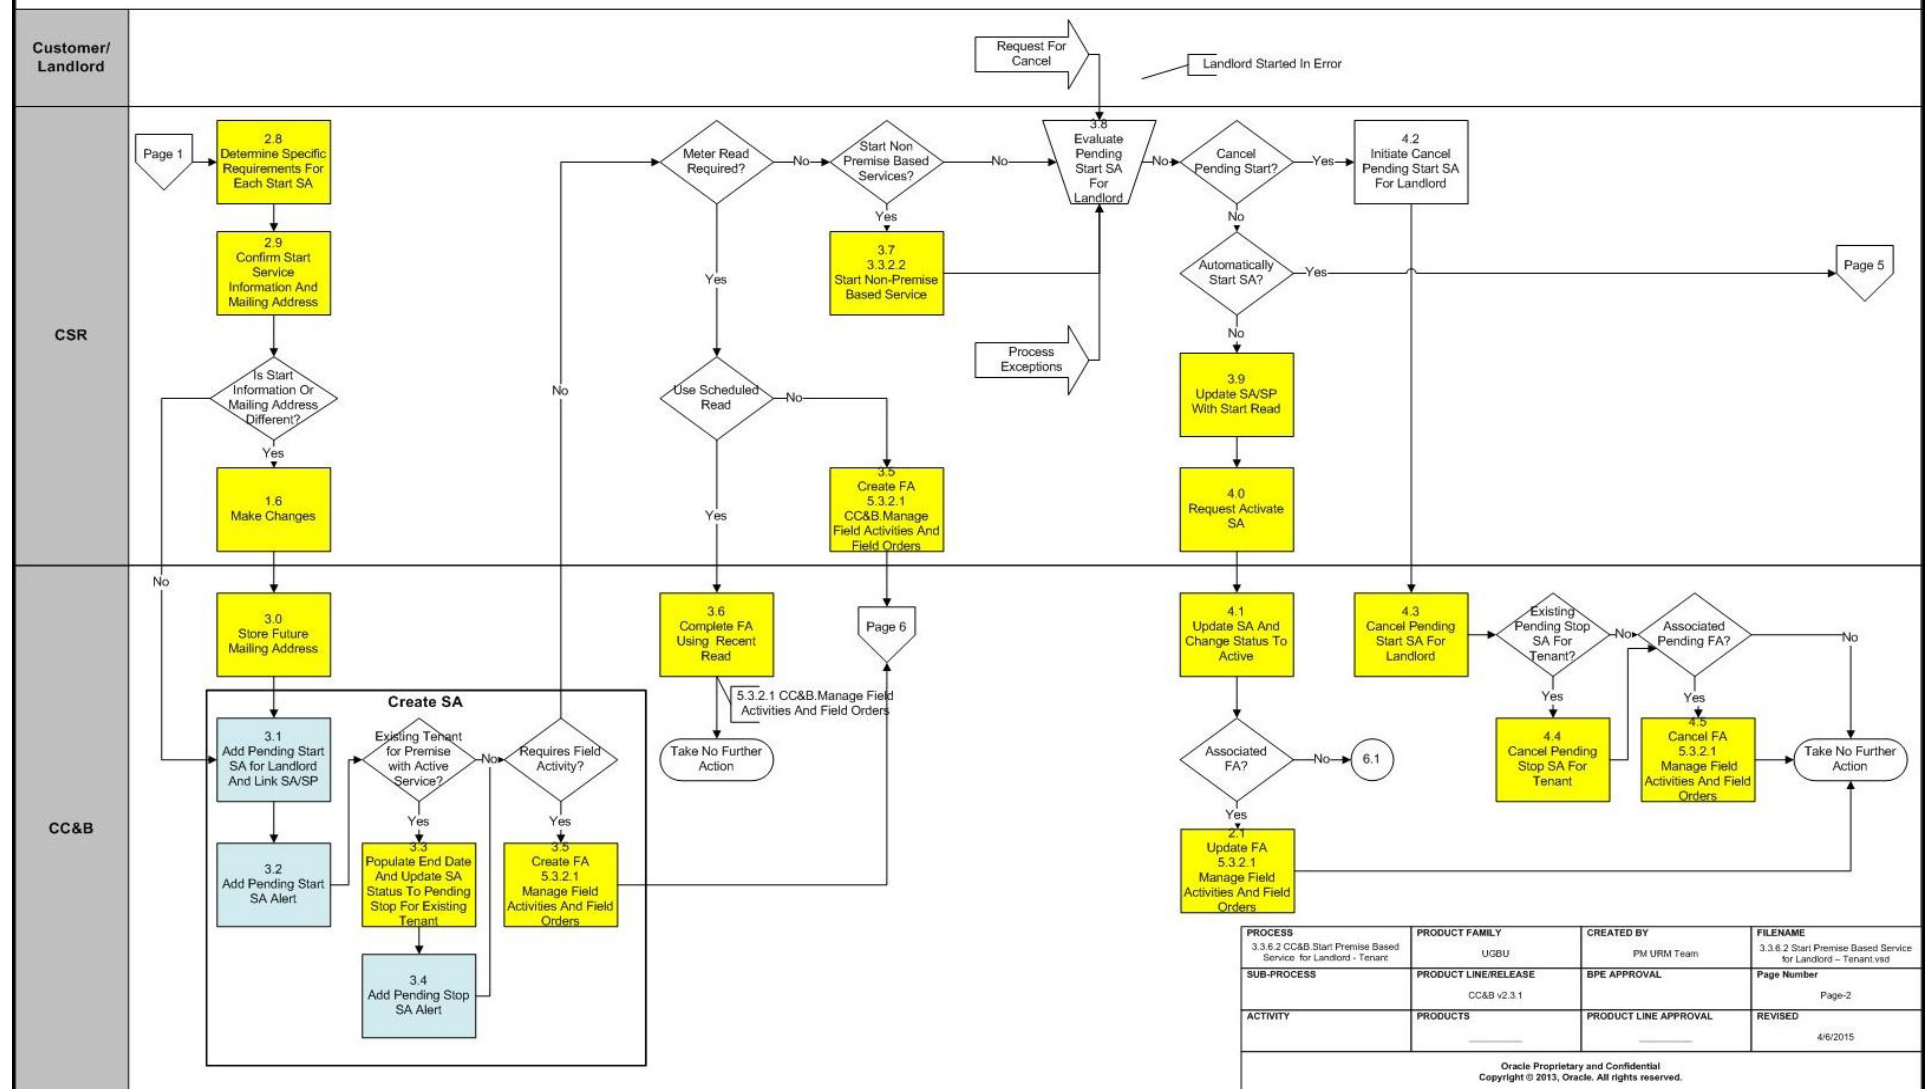 Customer/
Landlord
Request For
Cancel
Landlord Started In Error
CSR
Page 1
2.8
Determine Specific
Requirements For
Each Start SA
2.9
Confirm Start
Service
Information And
Mailing Address
Is Start
Information Or
Mailing Address
Different?
Yes
No
1.6
Make Changes
No
Meter Read
Required?
No
Yes
Start Non
Premise Based
Services?
No
Yes
3.7
3.3.2.2
Start Non-Premise
Based Service
Use Scheduled
Read
No
Yes
3.5
Create FA
5.3.2.1
CC&B.Manage
Field Activities And
Field Orders
Process
Exceptions
3.8
Evaluate
Pending
Start SA
For
Landlord
No
Cancel
Pending Start?
Yes
No
4.2
Initiate Cancel
Pending Start SA
For Landlord
Automatically
Start SA?
Yes
No
Page 5
3.9
Update SA/SP
With Start Read
4.0
Request Activate
SA
CC&B
3.0
Store Future
Mailing Address
Create SA
3.1
Add Pending Start
SA for Landlord
And Link SA/SP
3.2
Add Pending Start
SA Alert
Existing Tenant
for Premise
with Active
Service?
No
Yes
3.3
Populate End Date
And Update SA
Status To Pending
Stop For Existing
Tenant
3.4
Add Pending Stop
SA Alert
Requires Field
Activity?
Yes
3.5
Create FA
5.3.2.1
Manage Field
Activities And Field
Orders
3.6
Complete FA
Using Recent
Read
5.3.2.1 CC&B.Manage Field
Activities And Field Orders
Take No Further
Action
Page 6
4.1
Update SA And
Change Status To
Active
Associated
FA?
No
6.1
Yes
2.1
Update FA
5.3.2.1
Manage Field
Activities And Field
Orders
4.3
Cancel Pending
Start SA For
Landlord
Existing
Pending Stop
SA For
Tenant?
No
Yes
4.4
Cancel Pending
Stop SA For
Tenant
Associated
Pending FA?
No
Yes
4.5
Cancel FA
5.3.2.1
Manage Field
Activities And Field
Orders
Take No Further
Action
PROCESS
3.3.6.2 CC&B.Start Premise Based
Service for Landlord - Tenant
PRODUCT FAMILY
UGBU
CREATED BY
PM URM Team
FILENAME
3.3.6.2 Start Premise Based Service
for Landlord – Tenant.vsd
SUB-PROCESS
PRODUCT LINE/RELEASE
CC&B v2.3.1
BPE APPROVAL
Page Number
Page-2
ACTIVITY
PRODUCTS
PRODUCT LINE APPROVAL
REVISED
4/6/2015
Oracle Proprietary and Confidential
Copyright © 2013, Oracle. All rights reserved.